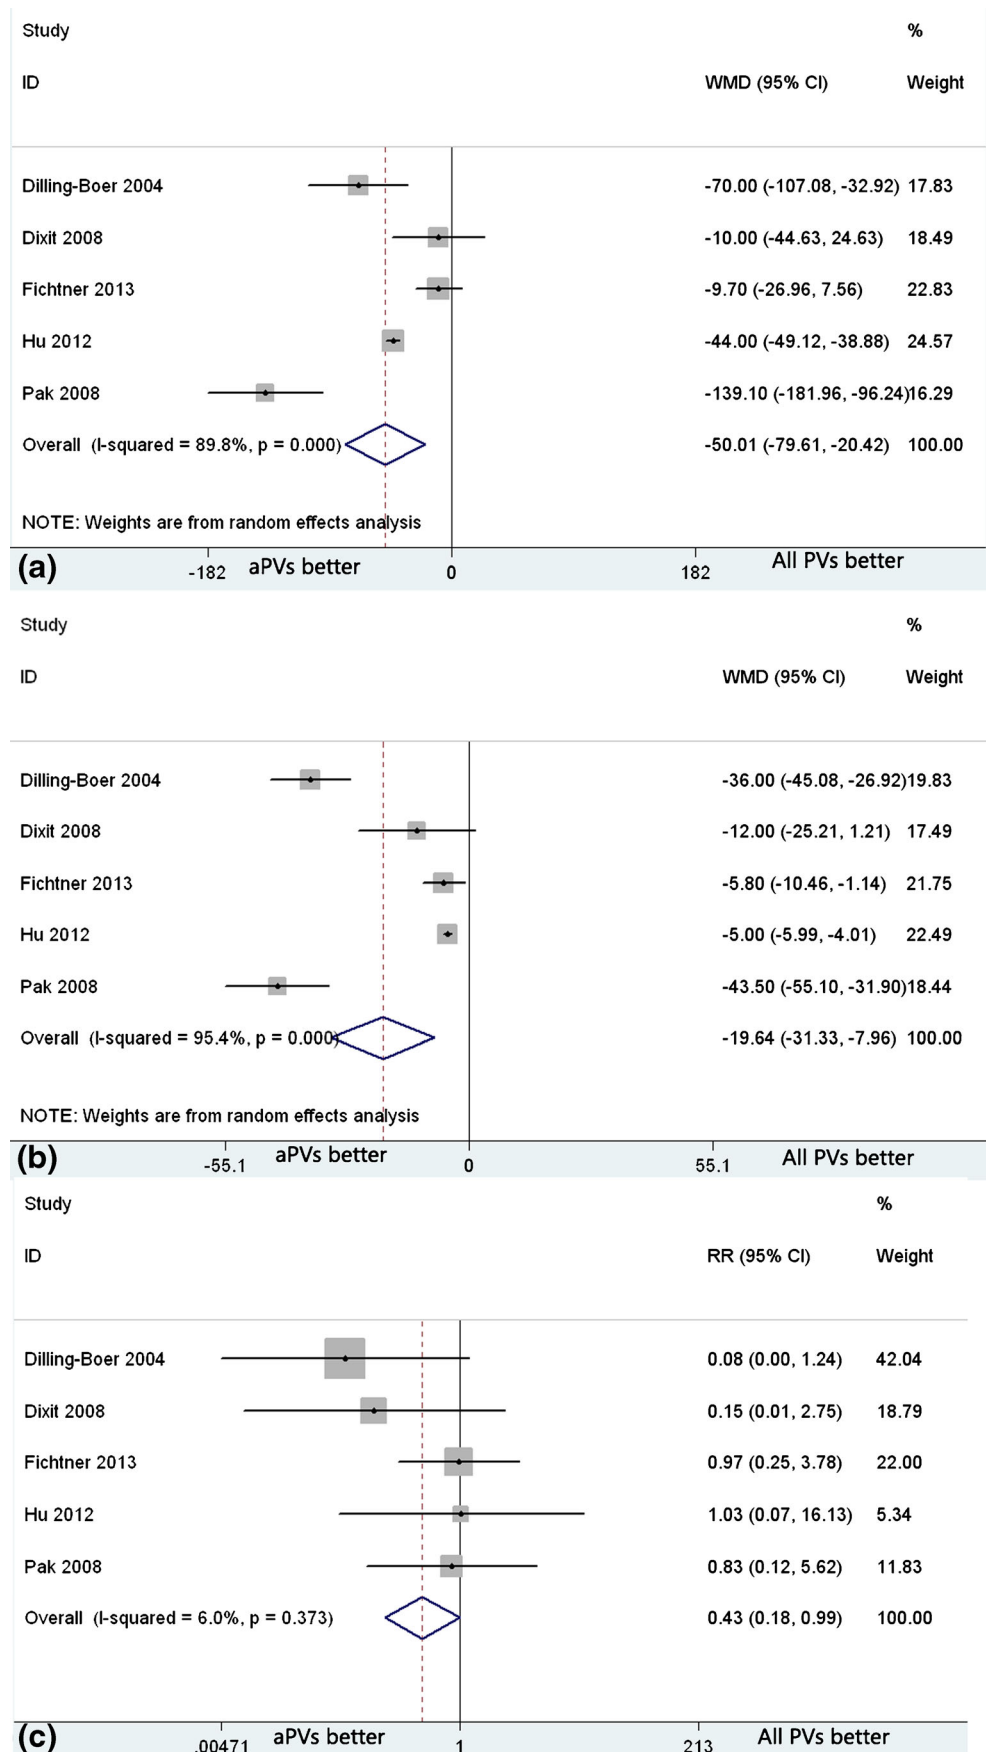 Study %
ID WMD (95% CI) Weight
Dilling-Boer 2004 -70.00 (-107.08, -32.92) 17.83
Dixit 2008 -10.00 (-44.63, 24.63) 18.49
Fichtner 2013 -9.70 (-26.96, 7.56) 22.83
Hu 2012 -44.00 (-49.12, -38.88) 24.57
Pak 2008 -139.10 (-181.96, -96.24) 16.29
Overall (I-squared = 89.8%, p = 0.000) -50.01 (-79.61, -20.42) 100.00
NOTE: Weights are from random effects analysis
(a) -182 aPVs better 0 182 All PVs better
Study %
ID WMD (95% CI) Weight
Dilling-Boer 2004 -36.00 (-45.08, -26.92) 19.83
Dixit 2008 -12.00 (-25.21, 1.21) 17.49
Fichtner 2013 -5.80 (-10.46, -1.14) 21.75
Hu 2012 -5.00 (-5.99, -4.01) 22.49
Pak 2008 -43.50 (-55.10, -31.90) 18.44
Overall (I-squared = 95.4%, p = 0.000) -19.64 (-31.33, -7.96) 100.00
NOTE: Weights are from random effects analysis
(b) -55.1 aPVs better 0 55.1 All PVs better
Study %
ID RR (95% CI) Weight
Dilling-Boer 2004 0.08 (0.00, 1.24) 42.04
Dixit 2008 0.15 (0.01, 2.75) 18.79
Fichtner 2013 0.97 (0.25, 3.78) 22.00
Hu 2012 1.03 (0.07, 16.13) 5.34
Pak 2008 0.83 (0.12, 5.62) 11.83
Overall (I-squared = 6.0%, p = 0.373) 0.43 (0.18, 0.99) 100.00
(c) .00471 aPVs better 1 213 All PVs better